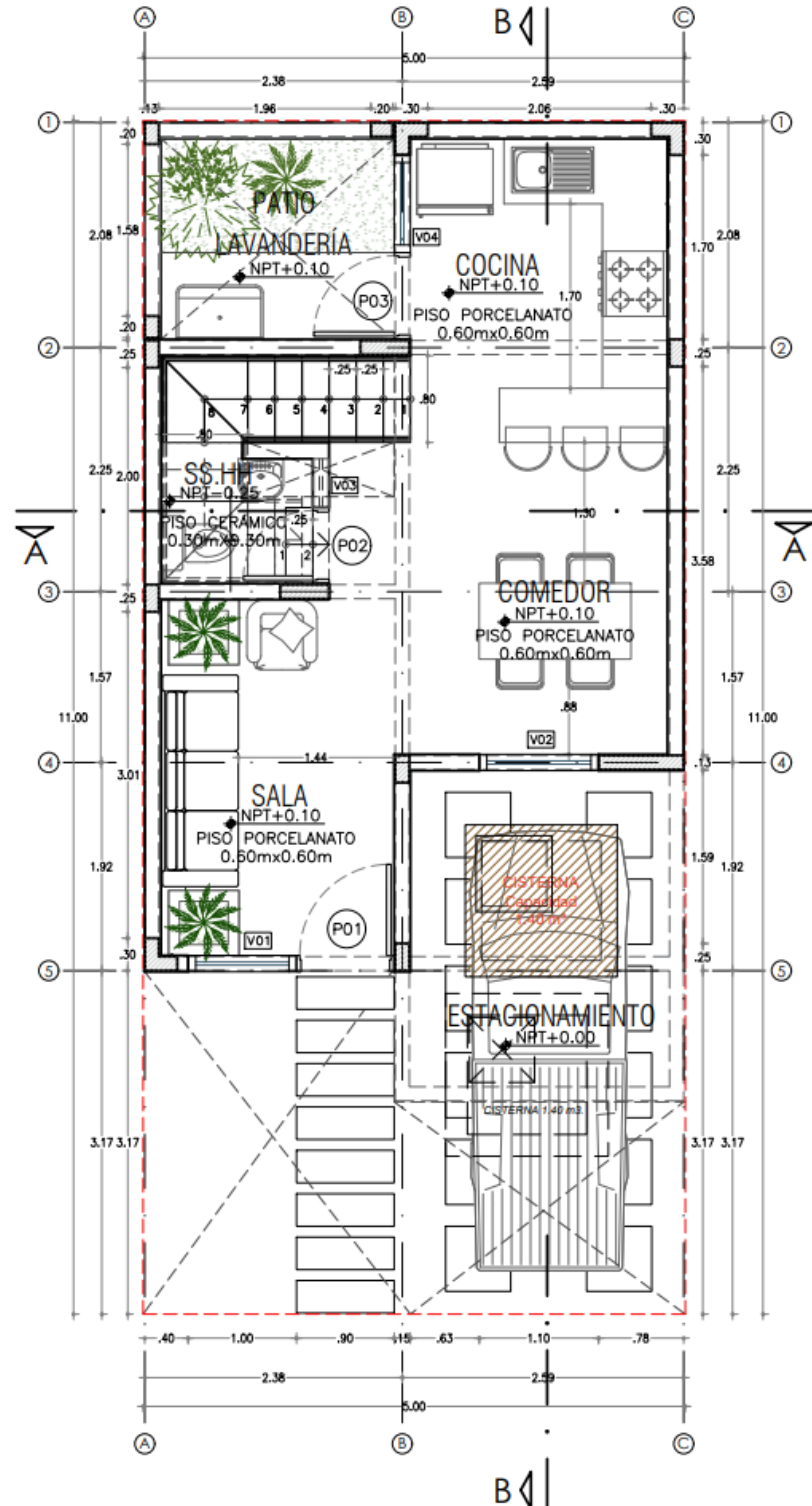 A
B
B
C
5.00
2.38
2.59
.13
1.96
.20
.30
2.06
.30
1
1
.20
.30
PATIO
LAVANDERÍA
NPT+0.10
2.08
1.58
V04
COCINA
NPT+0.10
PISO PORCELANATO
0.60mx0.60m
1.70
1.70
2.08
P03
.20
2
2
.25
.25
.25
.25
8
7
6
5
4
3
2
1
.80
.80
2.25
2.00
SS.HH
NPT-0.25
PISO CERÁMICO
0.30mx0.30m
V03
.25
1
2
P02
A
A
1.30
2.25
3.58
3
3
.25
COMEDOR
NPT+0.10
PISO PORCELANATO
0.60mx0.60m
1.57
1.57
11.00
11.00
.88
V02
4
4
.13
3.01
1.44
SALA
NPT+0.10
PISO PORCELANATO
0.60mx0.60m
1.92
1.59
1.92
CISTERNA
Capacidad
1.40 m³
P01
V01
.30
.25
5
5
ESTACIONAMIENTO
NPT+0.00
CISTERNA 1.40 m3.
3.17
3.17
3.17
3.17
.40
1.00
.90
.15
.63
1.10
.78
2.38
2.59
5.00
A
B
C
B